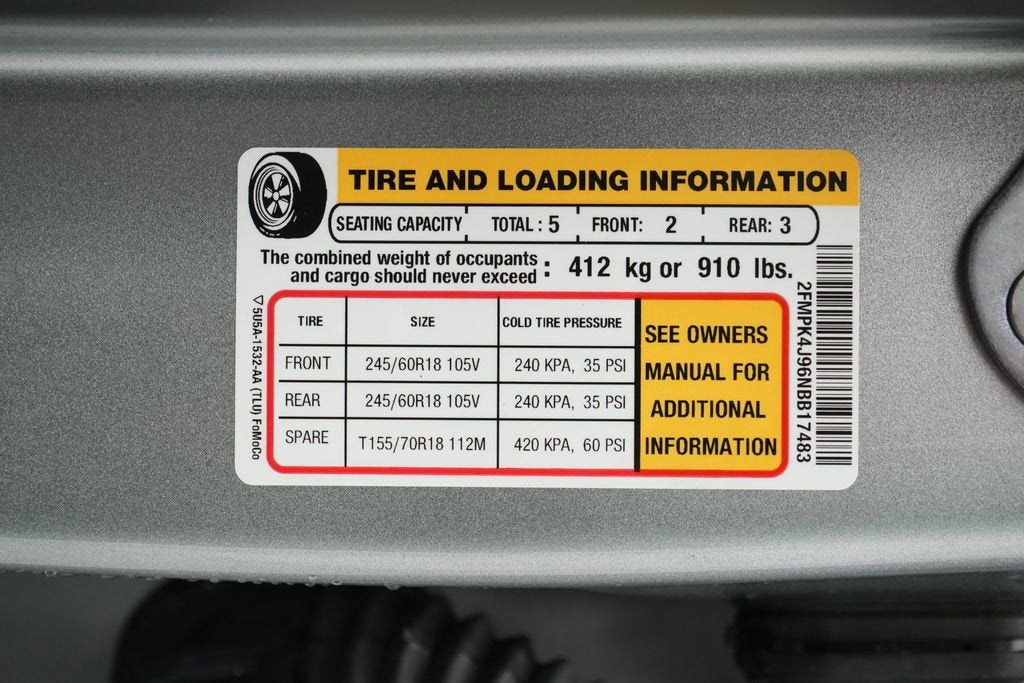 TIRE AND LOADING INFORMATION
SEATING CAPACITY TOTAL : 5 FRONT: 2 REAR: 3
The combined weight of occupants
and cargo should never exceed : 412 kg or 910 lbs.
TIRE SIZE COLD TIRE PRESSURE
FRONT 245/60R18 105V 240 KPA, 35 PSI
REAR 245/60R18 105V 240 KPA, 35 PSI
SPARE T155/70R18 112M 420 KPA, 60 PSI
SEE OWNERS
MANUAL FOR
ADDITIONAL
INFORMATION
5U5A-1532-AA (TLU) FoMoCo
2FMPK4J96NBB17483